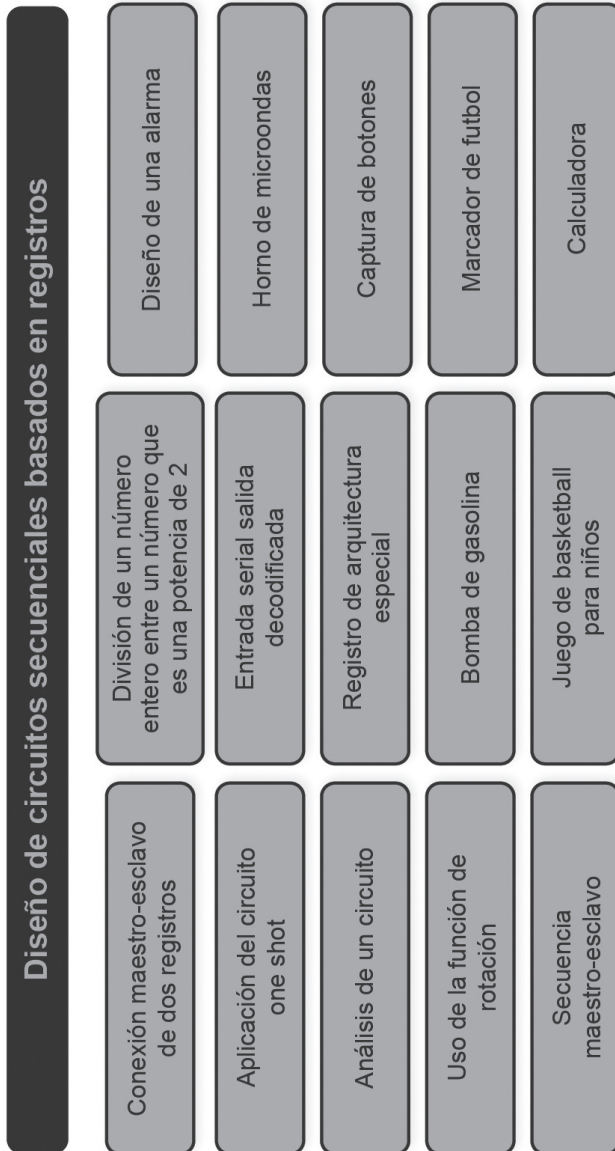 Diseño de circuitos secuenciales basados en registros
Conexión maestro-esclavo
de dos registros
División de un número
entero entre un número que
es una potencia de 2
Diseño de una alarma
Aplicación del circuito
one shot
Entrada serial salida
decodificada
Horno de microondas
Análisis de un circuito
Registro de arquitectura
especial
Captura de botones
Uso de la función de
rotación
Bomba de gasolina
Marcador de futbol
Secuencia
maestro-esclavo
Juego de basketball
para niños
Calculadora